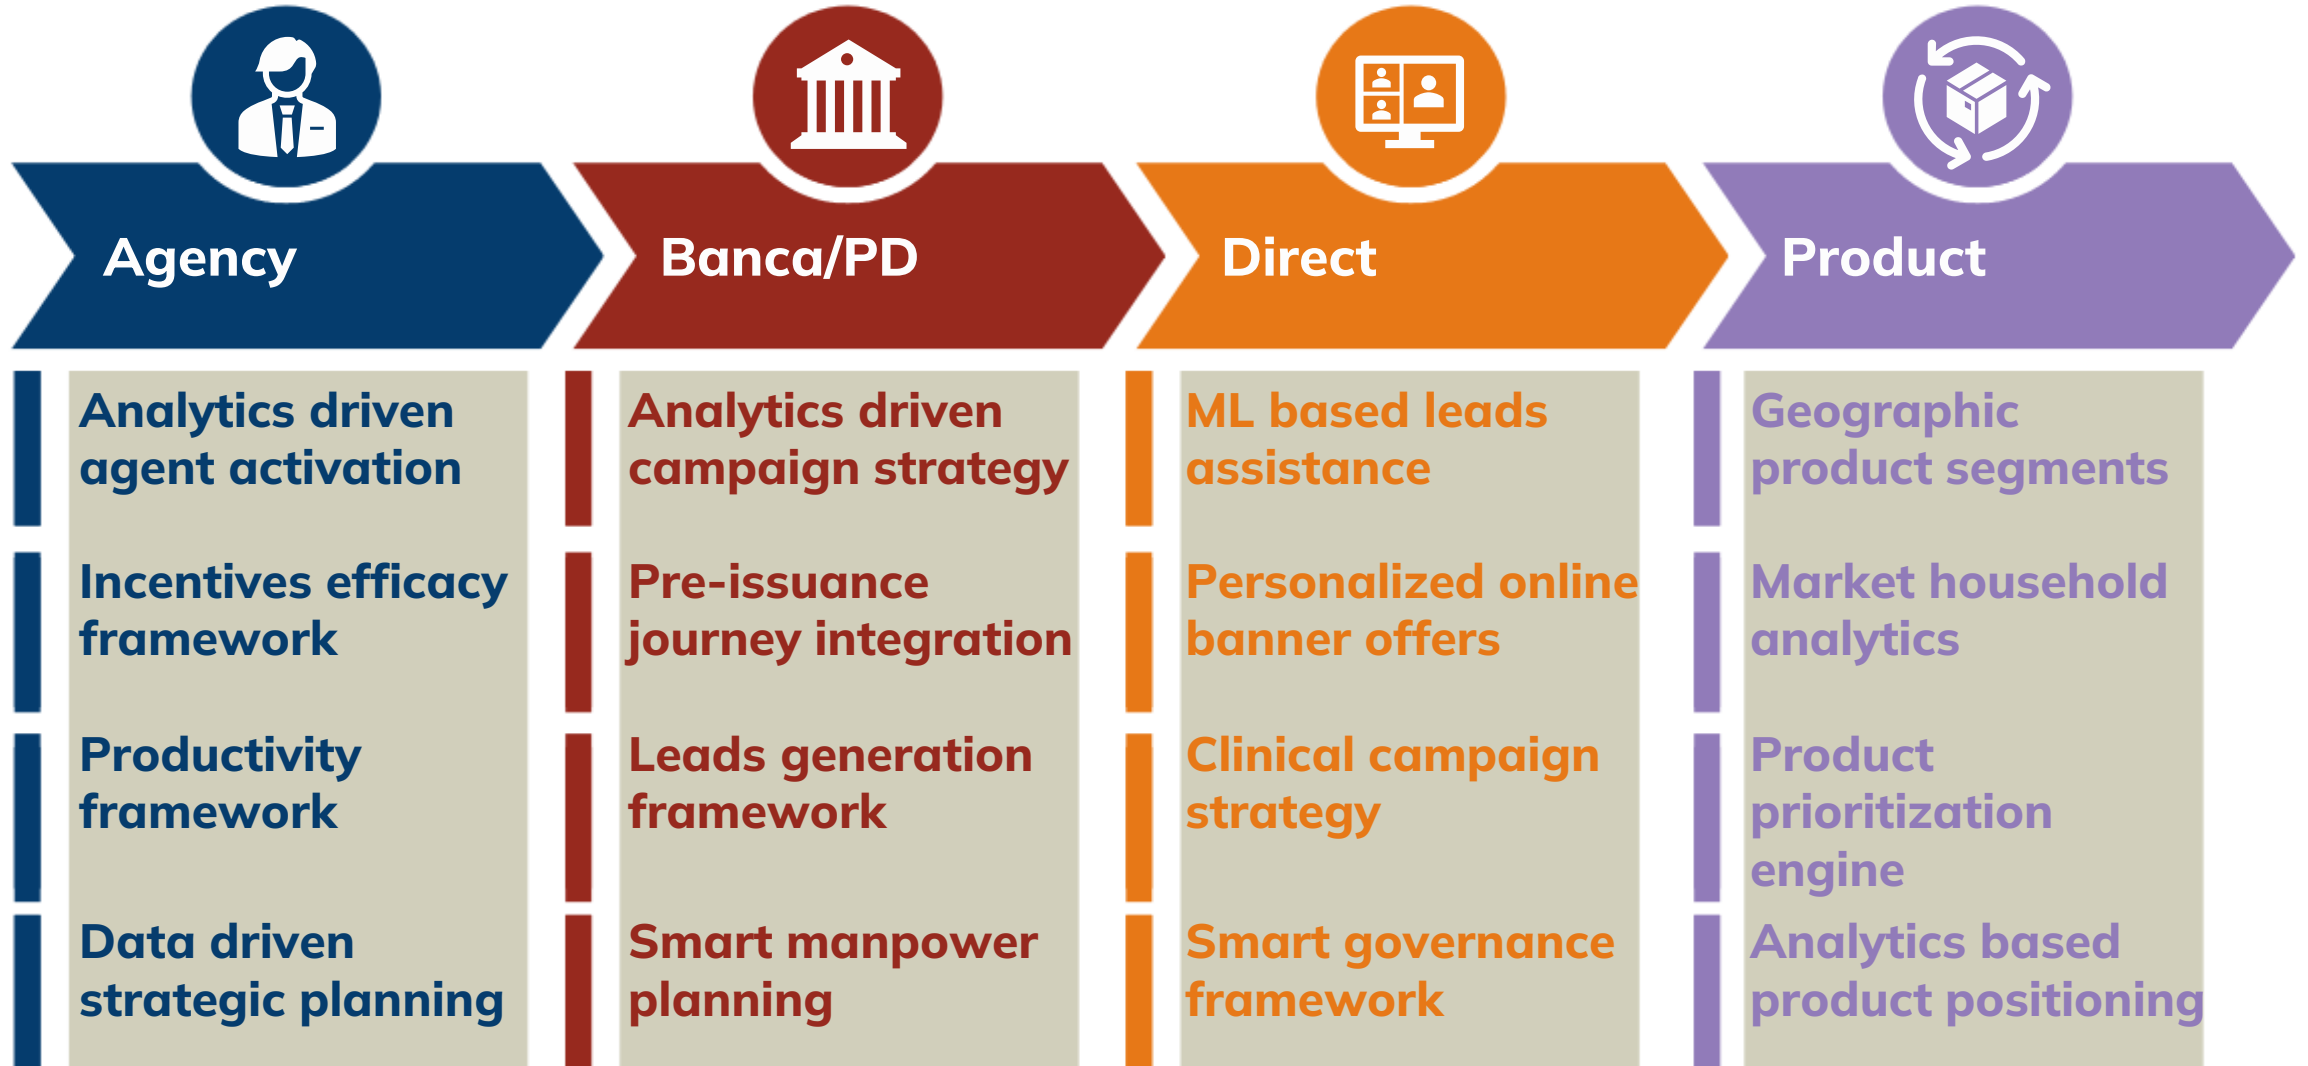 Agency
Banca/PD
Direct
Product
Analytics driven
agent activation
Incentives efficacy
framework
Productivity
framework
Data driven
strategic planning
Analytics driven
campaign strategy
Pre-issuance
journey integration
Leads generation
framework
Smart manpower
planning
ML based leads
assistance
Personalized online
banner offers
Clinical campaign
strategy
Smart governance
framework
Geographic
product segments
Market household
analytics
Product
prioritization
engine
Analytics based
product positioning